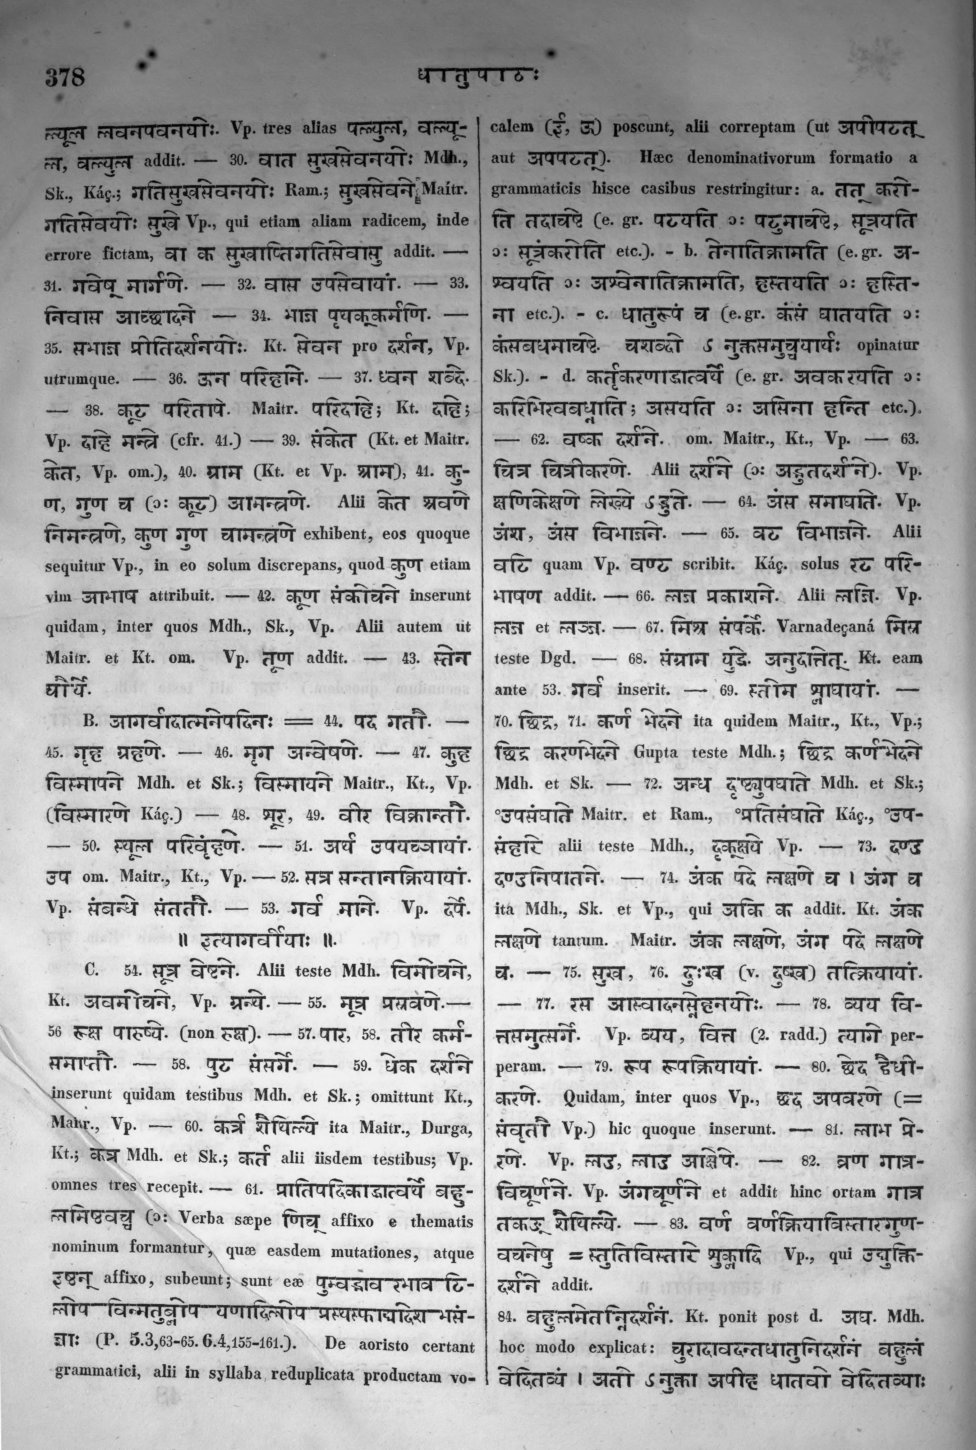 378
धातुपाठः
ल्यूल लवनपवनयोः. Vp. tres alias पल्युल, वल्यू-
ल, वल्युल addit. — 30. वात सुखसेवनयोः Mdh.,
Sk., Káç.; गतिसुखसेवनयोः Ram.; सुखसेवने Maitr.
गतिसेवयोः सुखे Vp., qui etiam aliam radicem, inde
errore fictam, वा क सुखाप्तिगतिसेवासु addit. —
31. गवेष् मार्गणे. — 32. वास उपसेवायां. — 33.
निवास आच्छादने — 34. भाज पृथक्कर्मणि. —
35. सभाज प्रीतिदर्शनयोः. Kt. सेवन pro दर्शन, Vp.
utrumque. — 36. ऊन परिहाने. — 37. ध्वन शब्दे.
— 38. कूट परितापे. Maitr. परिदाहे; Kt. दाहे;
Vp. दाहे मन्त्रे (cfr. 41.) — 39. संकेत (Kt. et Maitr.
केत, Vp. om.), 40. ग्राम (Kt. et Vp. श्राम), 41. कु-
ण, गुण च (ɔ: कूट) आमन्त्रणे. Alii केत श्रवणे
निमन्त्रणे, कुण गुण चामन्त्रणे exhibent, eos quoque
sequitur Vp., in eo solum discrepans, quod कुण etiam
vim आभाष attribuit. — 42. कूण संकोचने inserunt
quidam, inter quos Mdh., Sk., Vp. Alii autem ut
Maitr. et Kt. om. Vp. तूण addit. — 43. स्तेन
चौर्ये.
B. आगर्वादात्मनेपदिनः = 44. पद गतौ. —
45. गृह ग्रहणे. — 46. मृग अन्वेषणे. — 47. कुह
विस्मापने Mdh. et Sk.; विस्मायने Maitr., Kt., Vp.
(विस्मारणे Káç.) — 48. शूर, 49. वीर विक्रान्तौ.
— 50. स्थूल परिवृंहणे. — 51. अर्थ उपयाच्ञायां.
उप om. Maitr., Kt., Vp. — 52. सत्र सन्तानक्रियायां.
Vp. संबन्धे संततौ. — 53. गर्व माने. Vp. दर्पे.
॥ इत्यागर्वीयाः ॥.
C. 54. सूत्र वेष्टने. Alii teste Mdh. विमोचने,
Kt. अवमोचने, Vp. ग्रन्थे. — 55. मूत्र प्रस्रवणे. —
56 रूक्ष पारुष्ये. (non रुक्ष). — 57. पार, 58. तीर कर्म-
समाप्तौ. — 58. पुट संसर्गे. — 59. धेक दर्शने
inserunt quidam testibus Mdh. et Sk.; omittunt Kt.,
Maitr., Vp. — 60. कर्त्र शैथिल्ये ita Maitr., Durga,
Kt.; कत्र Mdh. et Sk.; कर्त alii iisdem testibus; Vp.
omnes tres recepit. — 61. प्रातिपदिकाद्धात्वर्थे बहु-
लमिष्ठवच्च (ɔ: Verba sæpe णिच् affixo e thematis
nominum formantur, quæ easdem mutationes, atque
इष्ठन् affixo, subeunt; sunt eæ पुम्वद्भाव रभाव टि-
लोप विन्मतुब्लोप यणादिलोप प्रस्थस्फाद्यादेश भसं-
ज्ञाः (P. 5.3,63-65. 6.4,155-161.). De aoristo certant
grammatici, alii in syllaba reduplicata productam vo-
calem (ई, ऊ) poscunt, alii correptam (ut अपीपटत्
aut अपपटत्). Hæc denominativorum formatio a
grammaticis hisce casibus restringitur: a. तत् करो-
ति तदाचष्टे (e. gr. पटयति ɔ: पटुमाचष्टे, सूत्रयति
ɔ: सूत्रंकरोति etc.). - b. तेनातिक्रामति (e. gr. अ-
श्वयति ɔ: अश्वेनातिक्रामति, हस्तयति ɔ: हस्ति-
ना etc.). - c. धातुरूपं च (e. gr. कंसं घातयति ɔ:
कंसबधमाचष्टे. चशब्दो ऽ नुक्तसमुच्चयार्थः opinatur
Sk.). - d. कर्तृकरणाद्धात्वर्थे (e. gr. अवकरयति ɔ:
करिभिरवबध्नाति; असयति ɔ: असिना हन्ति etc.).
— 62. वष्क दर्शने. om. Maitr., Kt., Vp. — 63.
चित्र चित्रीकरणे. Alii दर्शने (ɔ: अद्भुतदर्शने). Vp.
क्षणिकेक्षणे लेख्ये ऽद्भुते. — 64. अंस समाघाते. Vp.
अंश, अंस विभाजने. — 65. वट विभाजने. Alii
वटि quam Vp. वण्ट scribit. Káç. solus रट परि-
भाषण addit. — 66. लज प्रकाशने. Alii लजि. Vp.
लज et लञ्ज. — 67. मिश्र संपर्के. Varnadeçaná मिस्र
teste Dgd. — 68. संग्राम युद्धे. अनुदात्तेत्. Kt. eam
ante 53. गर्व inserit. — 69. स्तोम श्लाघायां. —
70. छिद्र, 71. कर्ण भेदने ita quidem Maitr., Kt., Vp.;
छिद्र करणभेदने Gupta teste Mdh.; छिद्र कर्णभेदने
Mdh. et Sk. — 72. अन्ध दृष्ट्युपघाते Mdh. et Sk.;
°उपसंघाते Maitr. et Ram., °प्रतिसंघाते Káç., °उप-
संहारे alii teste Mdh., दृक्क्षये Vp. — 73. दण्ड
दण्डनिपातने. — 74. अंक पदे लक्षणे च । अंग च
ita Mdh., Sk. et Vp., qui अकि क addit. Kt. अंक
लक्षणे tantum. Maitr. अंक लक्षणे, अंग पदे लक्षणे
च. — 75. सुख, 76. दुःख (v. दुष्ख) तत्क्रियायां.
— 77. रस आस्वादनस्नेहनयोः. — 78. व्यय वि-
त्तसमुत्सर्गे. Vp. व्यय, वित्त (2. radd.) त्यागे per-
peram. — 79. रूप रूपक्रियायां. — 80. छेद द्वैधी-
करणे. Quidam, inter quos Vp., छद अपवरणे (=
संवृतौ Vp.) hic quoque inserunt. — 81. लाभ प्रे-
रणे. Vp. लड, लाड आक्षेपे. — 82. व्रण गात्र-
विचूर्णने. Vp. अंगचूर्णने et addit hinc ortam गात्र
तकङ् शैथिल्ये. — 83. वर्ण वर्णक्रियाविस्तारगुण-
वचनेषु = स्तुतिविस्तारे शुक्लादि Vp., qui उद्युक्ति-
दर्शने addit.
84. बहुलमेतन्निदर्शनं. Kt. ponit post d. अघ. Mdh.
hoc modo explicat: चुरादावदन्तधातुनिदर्शनं बहुलं
वेदितव्यं । अतो ऽ नुक्ता अपीह धातवो वेदितव्याः